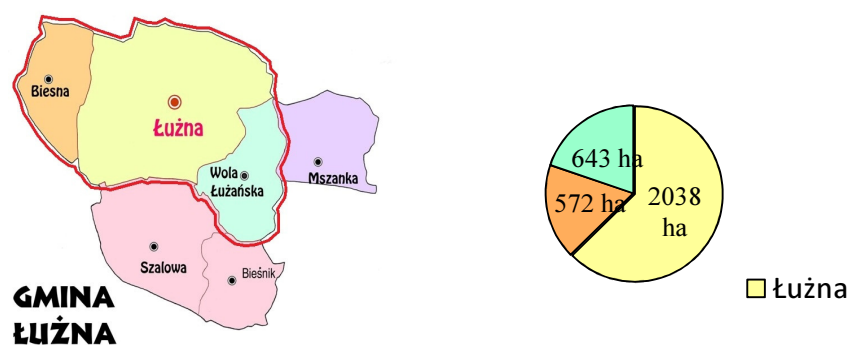 Biesna
Łużna
Wola
Łużańska
Mszanka
Szalowa
Bieśnik
GMINA
ŁUŻNA
643 ha
572 ha
2038
ha
Łużna